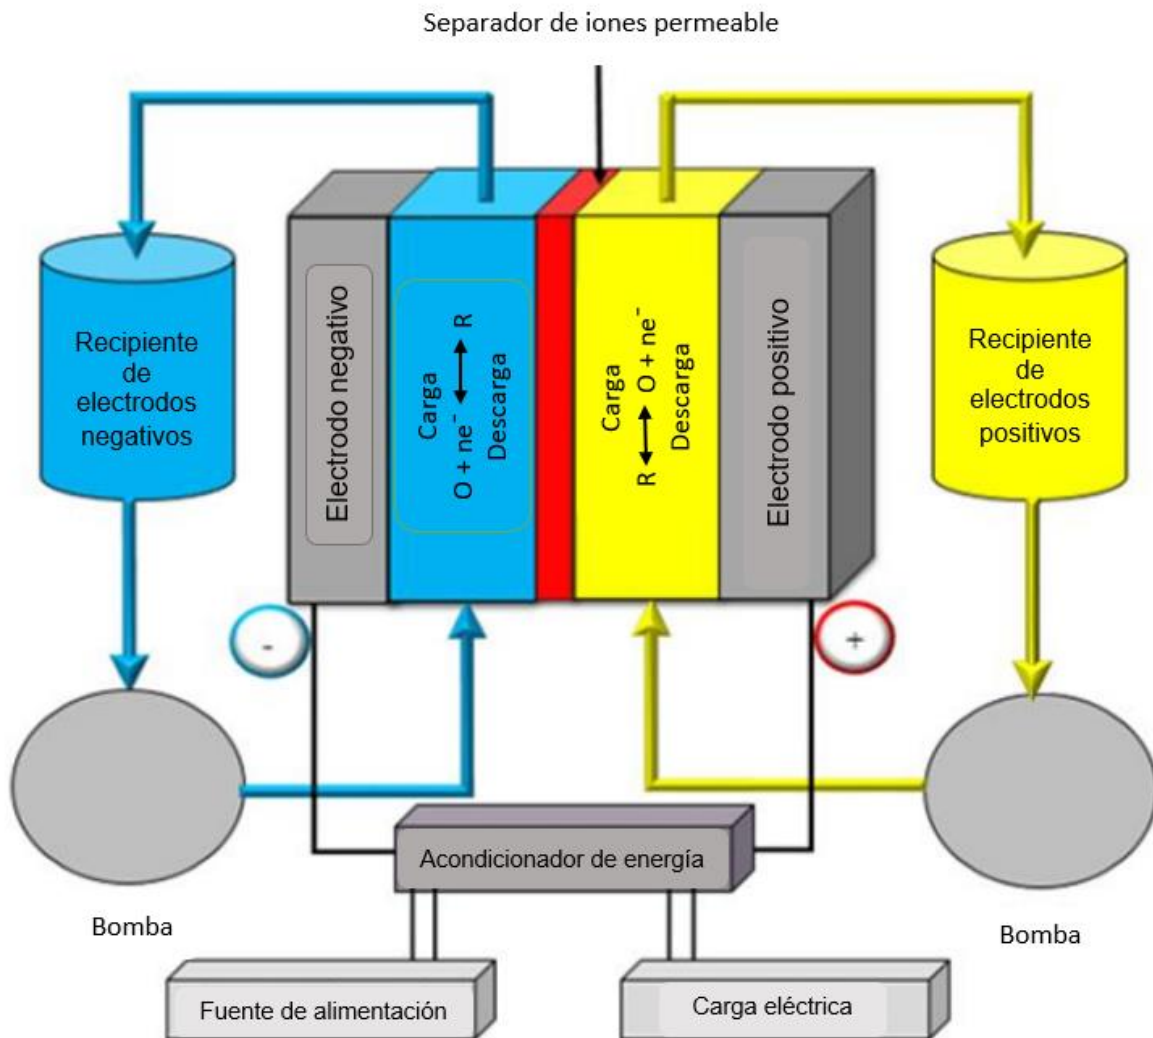 Separador de iones permeable
Recipiente
de
electrodos
negativos
Electrodo negativo
Carga
O + ne⁻ ⟷ R
Descarga
Carga
R ⟷ O + ne⁻
Descarga
Electrodo positivo
Recipiente
de
electrodos
positivos
-
+
Acondicionador de energía
Bomba
Bomba
Fuente de alimentación
Carga eléctrica